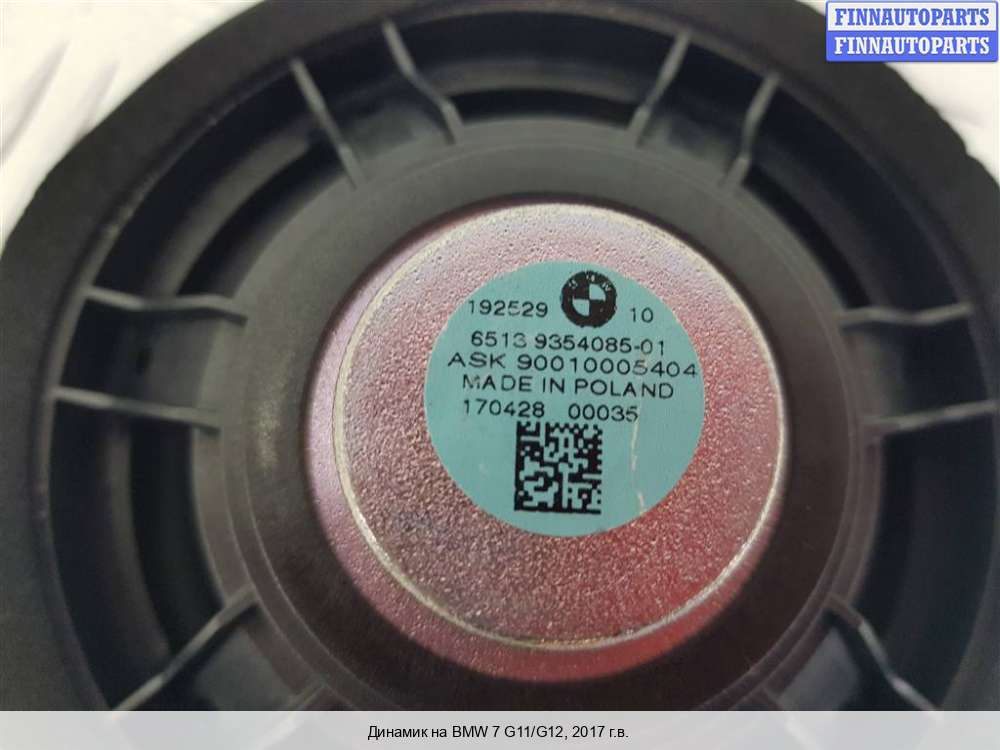 FINNAUTOPARTS
FINNAUTOPARTS
192529 10
6513 9354085-01
ASK 90010005404
MADE IN POLAND
170428 00035
Динамик на BMW 7 G11/G12, 2017 г.в.